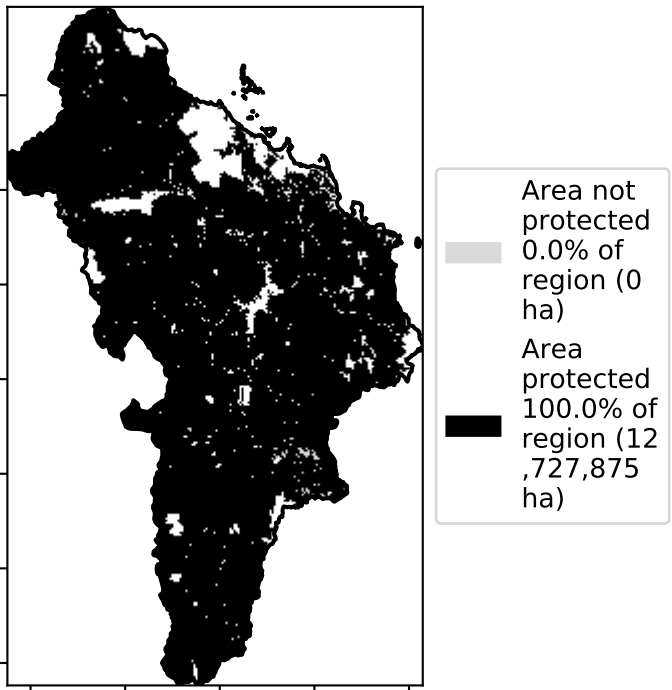 Area not
protected
0.0% of
region (0
ha)
Area
protected
100.0% of
region (12
,727,875
ha)